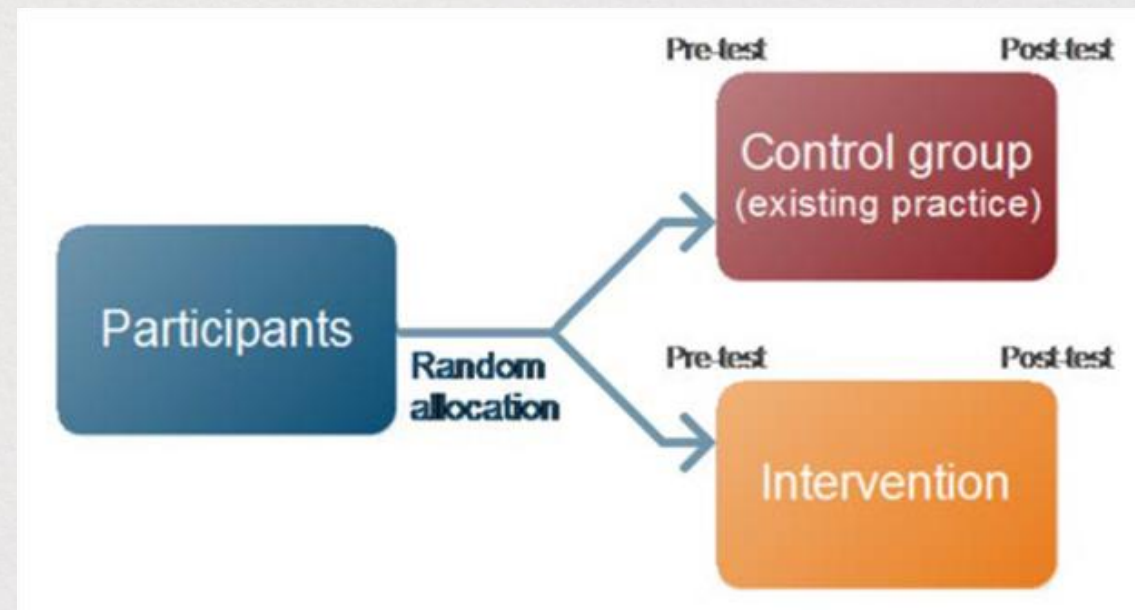 Pre-test Post-test
Control group
(existing practice)
Participants
Random
allocation
Pre-test Post-test
Intervention